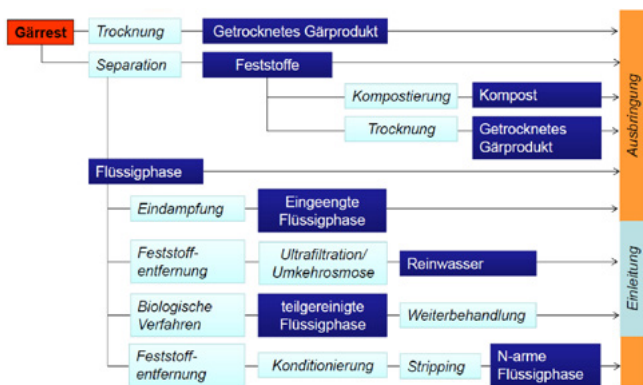 Gärrest
Trocknung
Getrocknetes Gärprodukt
Separation
Feststoffe
Kompostierung
Kompost
Trocknung
Getrocknetes
Gärprodukt
Flüssigphase
Eindampfung
Eingeengte
Flüssigphase
Feststoff-
entfernung
Ultrafiltration/
Umkehrosmose
Reinwasser
Biologische
Verfahren
teilgereinigte
Flüssigphase
Weiterbehandlung
Feststoff-
entfernung
Konditionierung
Stripping
N-arme
Flüssigphase
Ausbringung
Einleitung